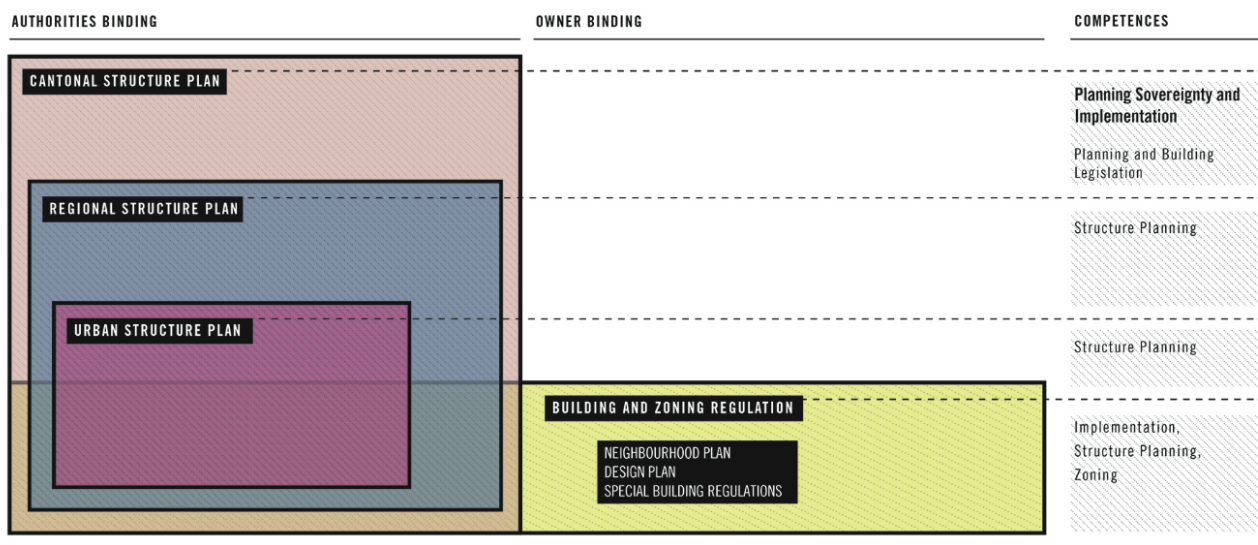 AUTHORITIES BINDING
OWNER BINDING
COMPETENCES
CANTONAL STRUCTURE PLAN
Planning Sovereignty and
Implementation
Planning and Building
Legislation
REGIONAL STRUCTURE PLAN
Structure Planning
URBAN STRUCTURE PLAN
Structure Planning
BUILDING AND ZONING REGULATION
NEIGHBOURHOOD PLAN
DESIGN PLAN
SPECIAL BUILDING REGULATIONS
Implementation,
Structure Planning,
Zoning